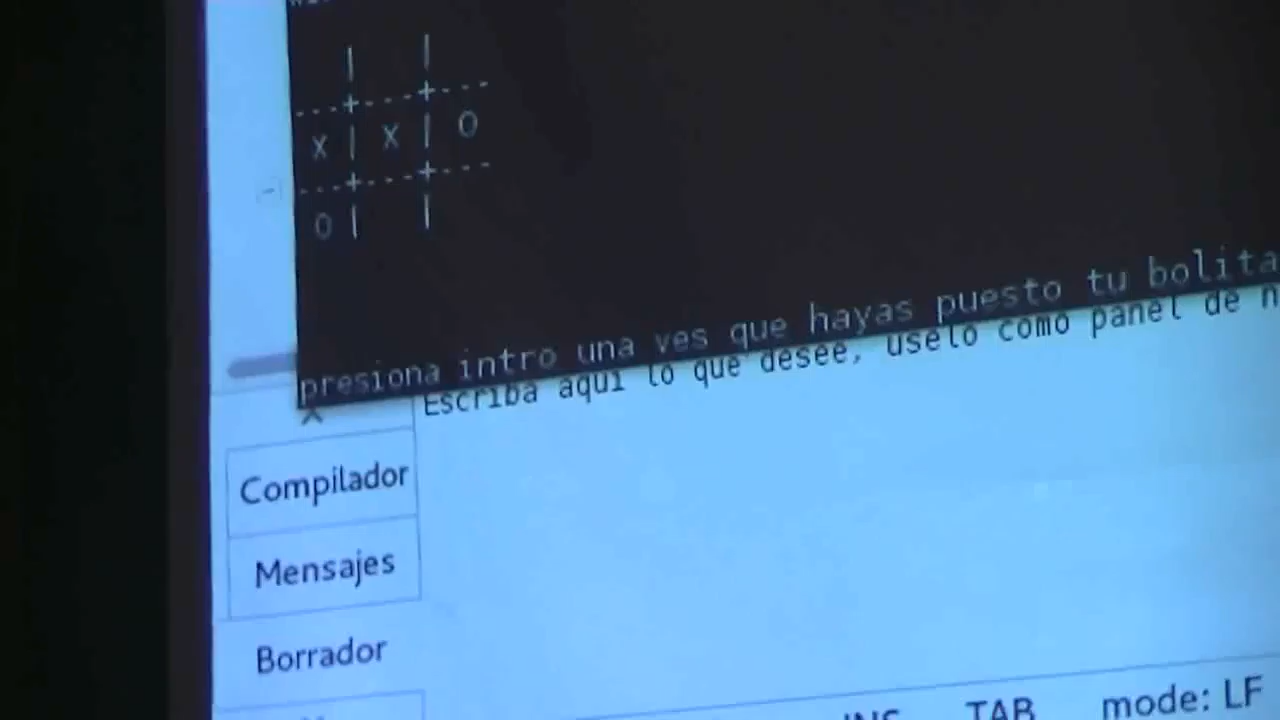 | |
---+---+---
X | X | O
---+---+---
O | |
presiona intro una ves que hayas puesto tu bolita
Escriba aquí lo que desee, úselo como panel de
Compilador
Mensajes
Borrador
INS TAB mode: LF